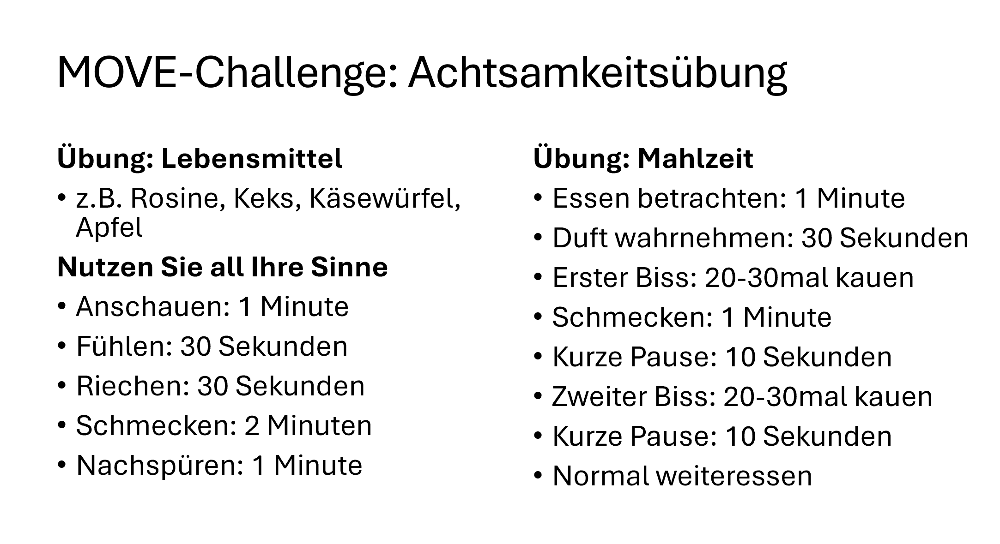 MOVE-Challenge: Achtsamkeitsübung
Übung: Lebensmittel
• z.B. Rosine, Keks, Käsewürfel,
Apfel
Nutzen Sie all Ihre Sinne
• Anschauen: 1 Minute
• Fühlen: 30 Sekunden
• Riechen: 30 Sekunden
• Schmecken: 2 Minuten
• Nachspüren: 1 Minute
Übung: Mahlzeit
• Essen betrachten: 1 Minute
• Duft wahrnehmen: 30 Sekunden
• Erster Biss: 20-30mal kauen
• Schmecken: 1 Minute
• Kurze Pause: 10 Sekunden
• Zweiter Biss: 20-30mal kauen
• Kurze Pause: 10 Sekunden
• Normal weiteressen